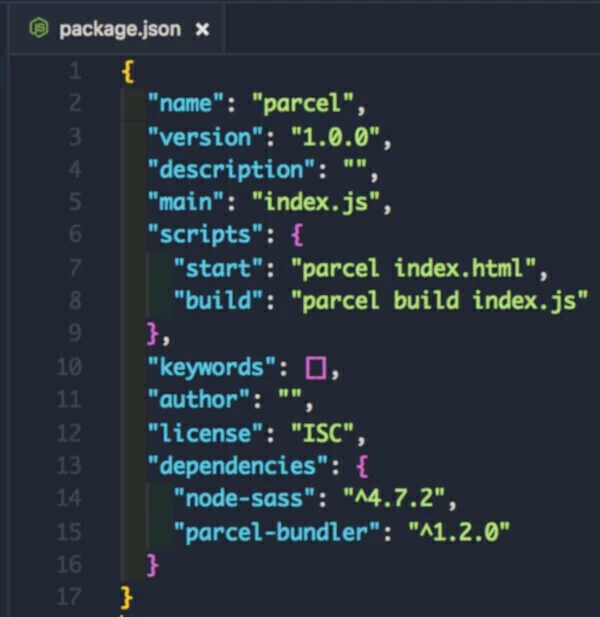 package.json ×
1 {
2 "name": "parcel",
3 "version": "1.0.0",
4 "description": "",
5 "main": "index.js",
6 "scripts": {
7 "start": "parcel index.html",
8 "build": "parcel build index.js"
9 },
10 "keywords": [],
11 "author": "",
12 "license": "ISC",
13 "dependencies": {
14 "node-sass": "^4.7.2",
15 "parcel-bundler": "^1.2.0"
16 }
17 }